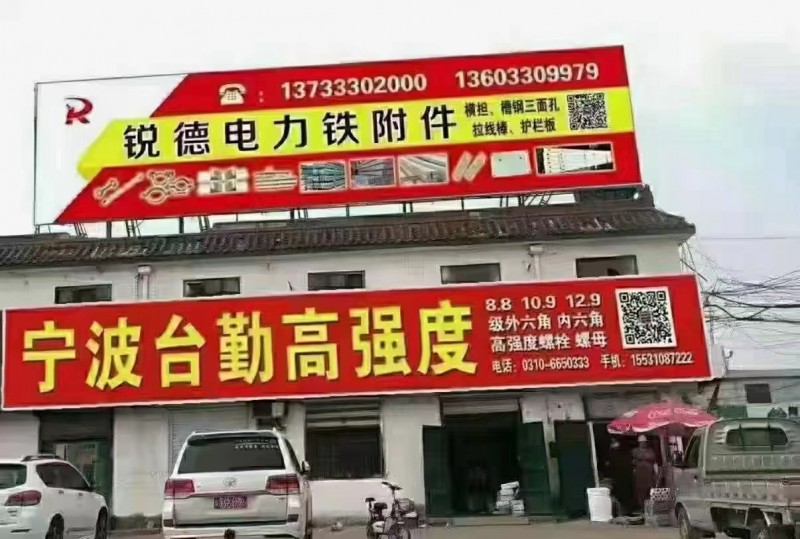 R
☎：13733302000 13603309979
锐德电力铁附件
横担、槽钢三面孔
拉线棒、护栏板
宁波台勤高强度
8.8 10.9 12.9
级外六角 内六角
高强度螺栓 螺母
电话：0310-6650333 手机：15531087222
Coca-Cola